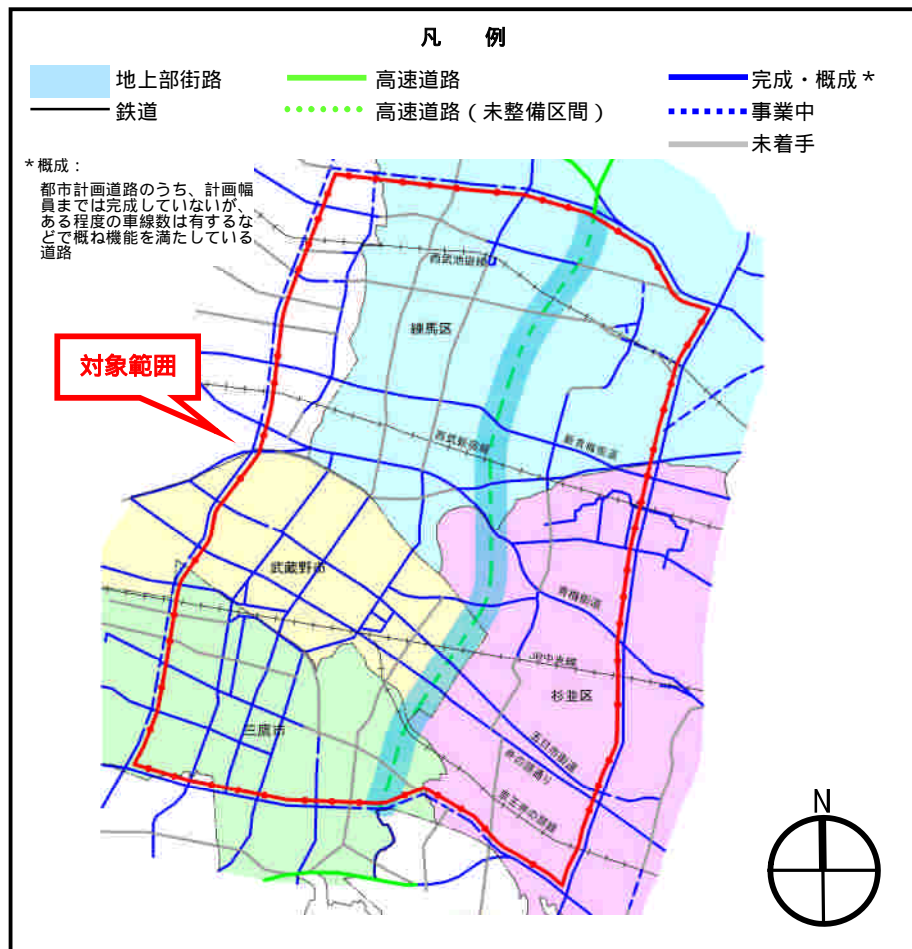 凡　例
地上部街路
高速道路
完成・概成*
鉄道
高速道路（未整備区間）
事業中
未着手
*概成：
都市計画道路のうち、計画幅
員までは完成していないが、
ある程度の車線数は有するな
どで概ね機能を満たしている
道路
西武池袋線
練馬区
対象範囲
西武新宿線
新青梅街道
武蔵野市
青梅街道
JR中央線
杉並区
三鷹市
五日市街道
井の頭通り
京王井の頭線
N